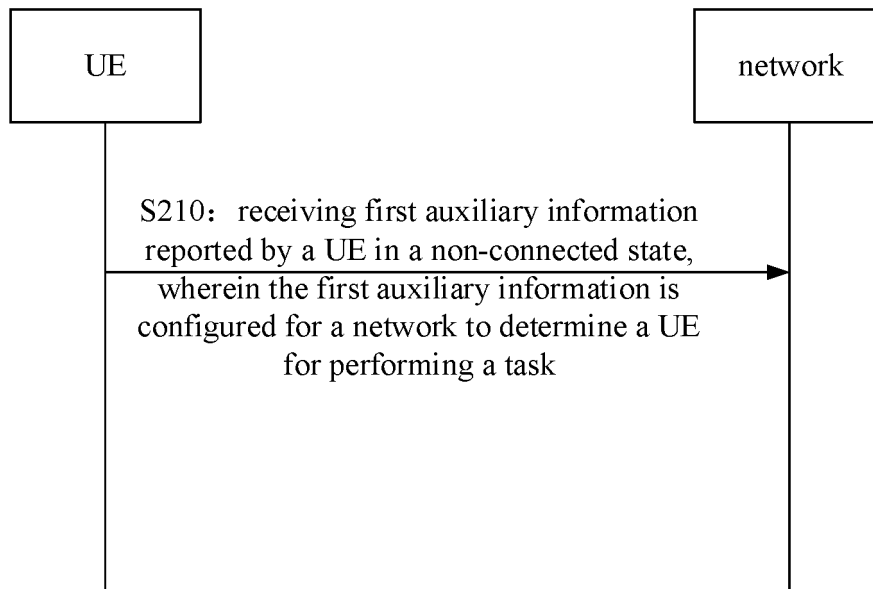 UE
network
S210： receiving first auxiliary information
reported by a UE in a non-connected state,
wherein the first auxiliary information is
configured for a network to determine a UE
for performing a task